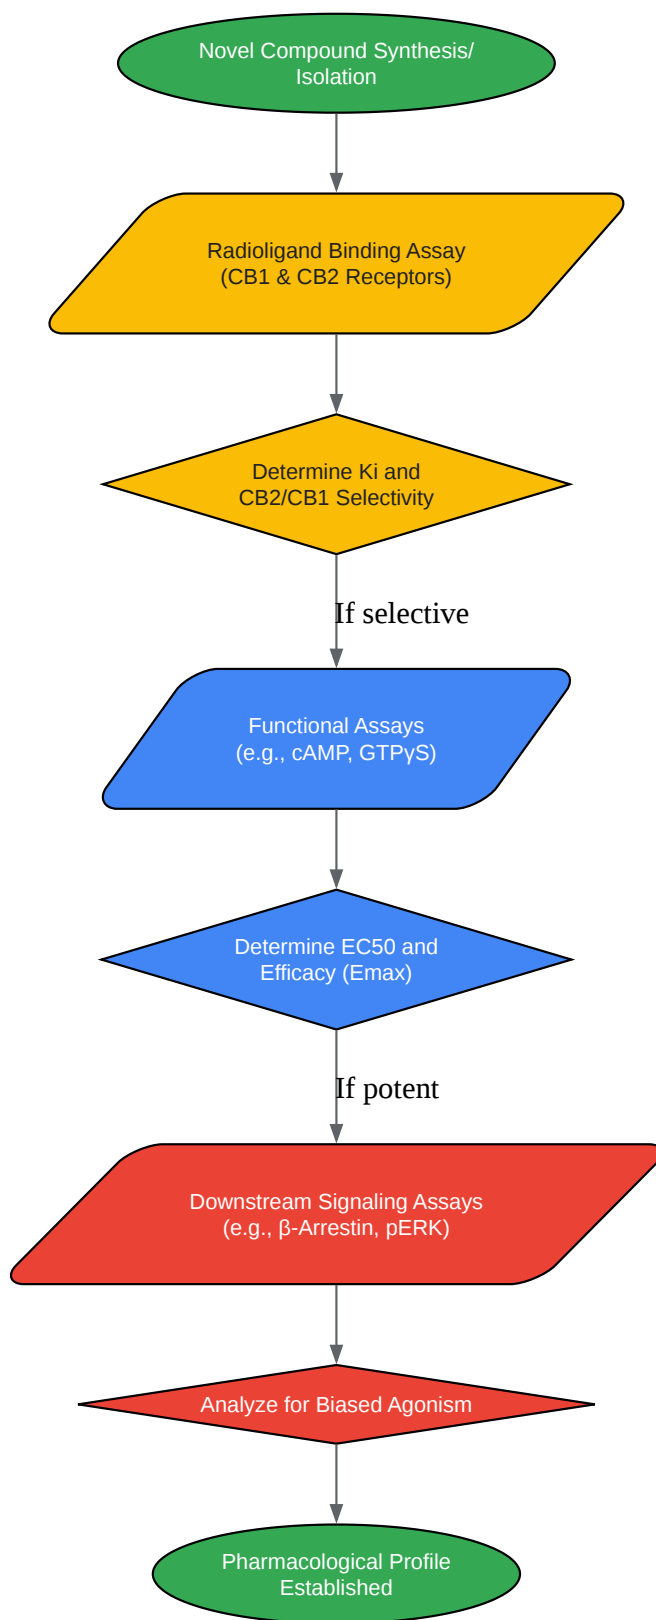 Novel Compound Synthesis/
Isolation
Radioligand Binding Assay
(CB1 & CB2 Receptors)
Determine Ki and
CB2/CB1 Selectivity
If selective
Functional Assays
(e.g., cAMP, GTPγS)
Determine EC50 and
Efficacy (Emax)
If potent
Downstream Signaling Assays
(e.g., β-Arrestin, pERK)
Analyze for Biased Agonism
Pharmacological Profile
Established